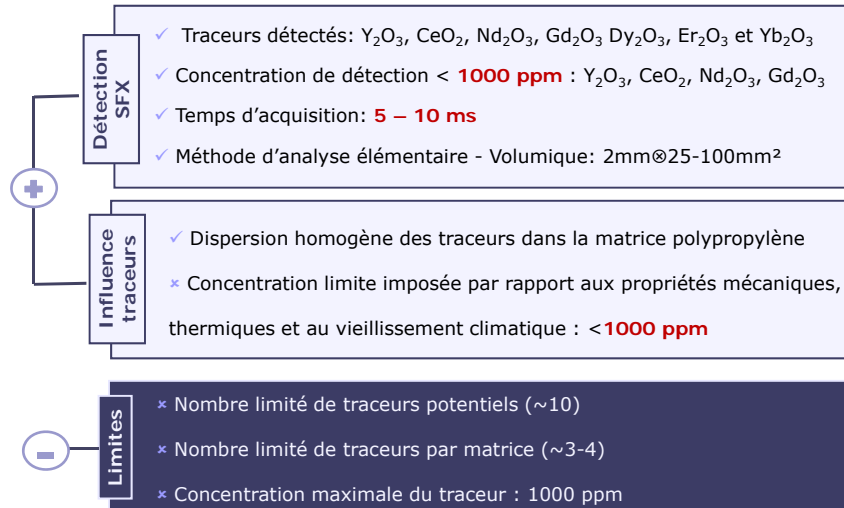 Détection
SFX
✓ Traceurs détectés: Y₂O₃, CeO₂, Nd₂O₃, Gd₂O₃ Dy₂O₃, Er₂O₃ et Yb₂O₃
✓ Concentration de détection < 1000 ppm : Y₂O₃, CeO₂, Nd₂O₃, Gd₂O₃
✓ Temps d'acquisition: 5 – 10 ms
✓ Méthode d'analyse élémentaire - Volumique: 2mm⊗25-100mm²
+
Influence
traceurs
✓ Dispersion homogène des traceurs dans la matrice polypropylène
× Concentration limite imposée par rapport aux propriétés mécaniques,
thermiques et au vieillissement climatique : <1000 ppm
-
Limites
× Nombre limité de traceurs potentiels (~10)
× Nombre limité de traceurs par matrice (~3-4)
× Concentration maximale du traceur : 1000 ppm